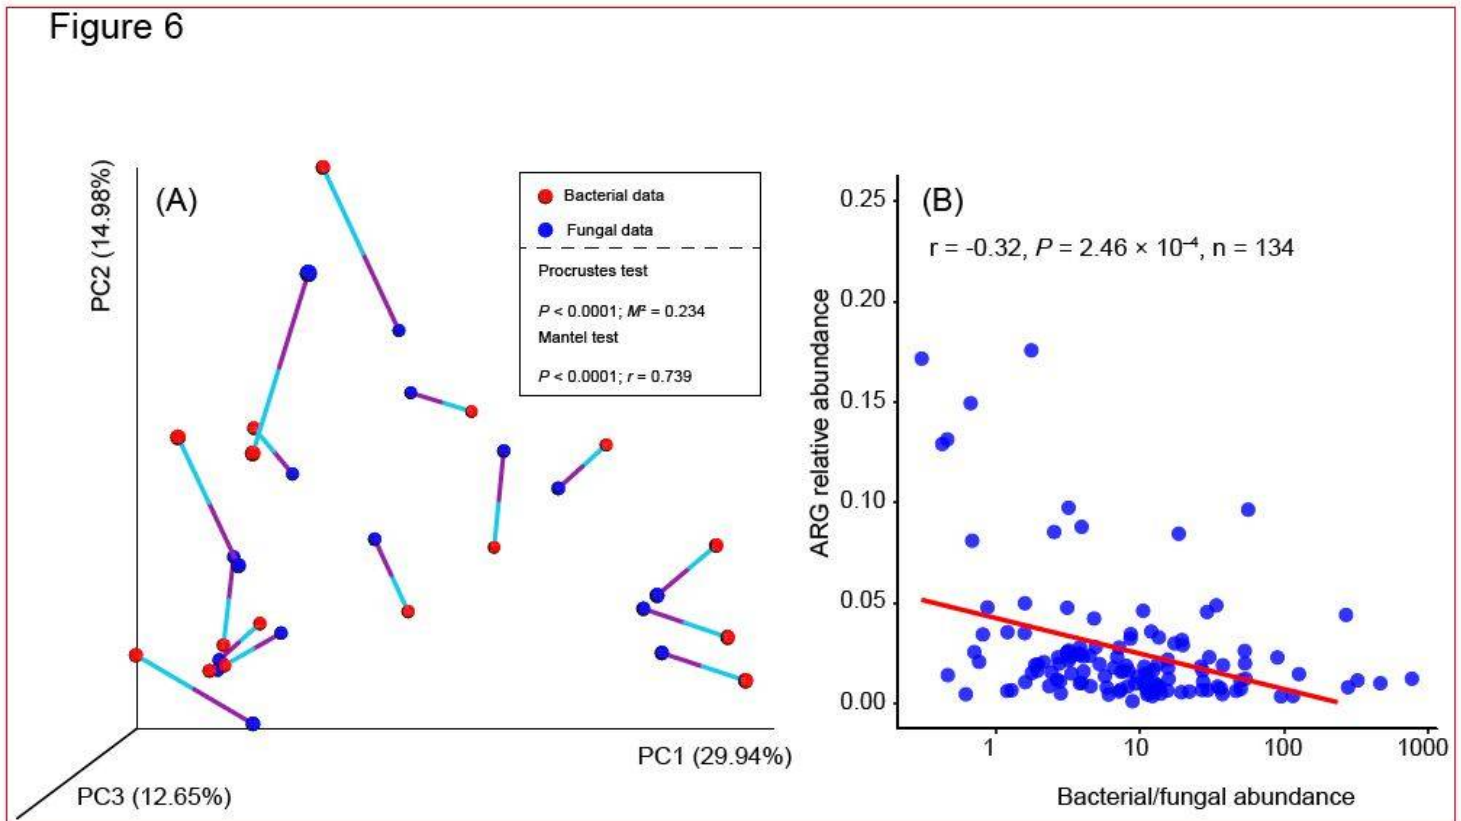 Figure 6
PC2 (14.98%)
(A)
Bacterial data
Fungal data
Procrustes test
P < 0.0001; M² = 0.234
Mantel test
P < 0.0001; r = 0.739
PC1 (29.94%)
PC3 (12.65%)
(B)
r = -0.32, P = 2.46 × 10⁻⁴, n = 134
ARG relative abundance
0.25
0.20
0.15
0.10
0.05
0.00
1 10 100 1000
Bacterial/fungal abundance